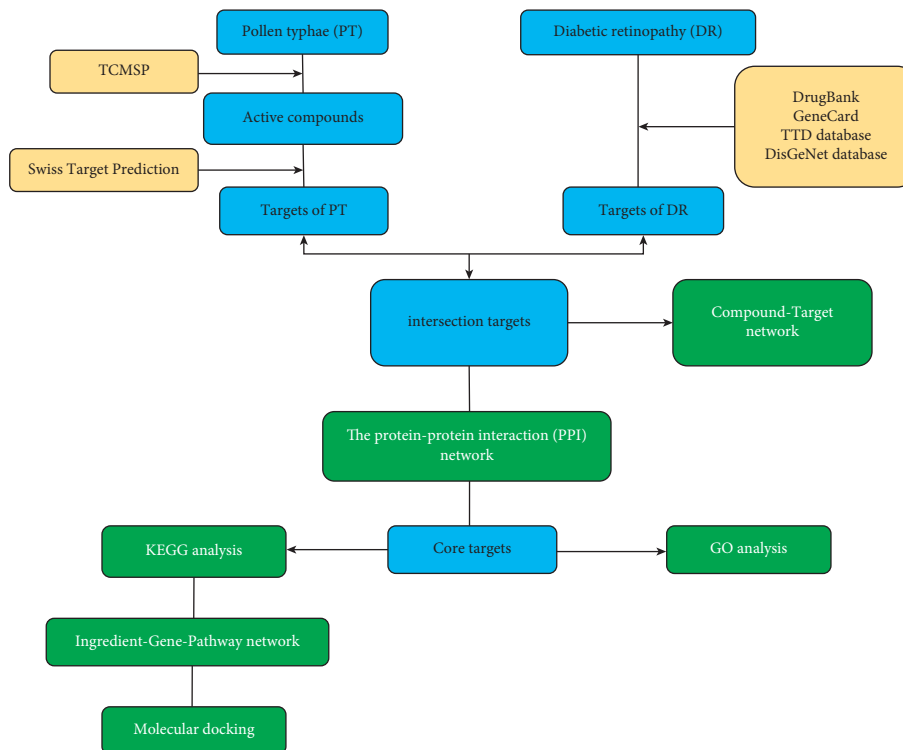 Pollen typhae (PT)
Diabetic retinopathy (DR)
TCMSP
DrugBank
GeneCard
TTD database
DisGeNet database
Active compounds
Swiss Target Prediction
Targets of PT
Targets of DR
intersection targets
Compound-Target
network
The protein-protein interaction (PPI)
network
KEGG analysis
Core targets
GO analysis
Ingredient-Gene-Pathway network
Molecular docking